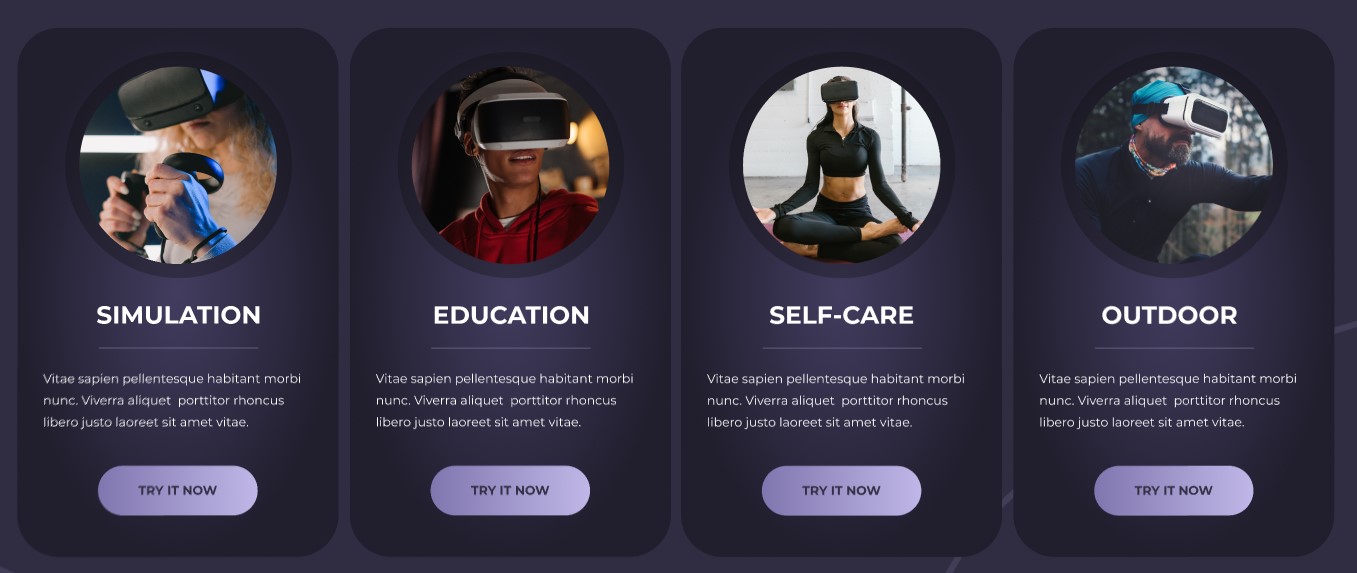 SIMULATION
Vitae sapien pellentesque habitant morbi
nunc. Viverra aliquet  porttitor rhoncus
libero justo laoreet sit amet vitae.
TRY IT NOW
EDUCATION
Vitae sapien pellentesque habitant morbi
nunc. Viverra aliquet  porttitor rhoncus
libero justo laoreet sit amet vitae.
TRY IT NOW
SELF-CARE
Vitae sapien pellentesque habitant morbi
nunc. Viverra aliquet  porttitor rhoncus
libero justo laoreet sit amet vitae.
TRY IT NOW
OUTDOOR
Vitae sapien pellentesque habitant morbi
nunc. Viverra aliquet  porttitor rhoncus
libero justo laoreet sit amet vitae.
TRY IT NOW